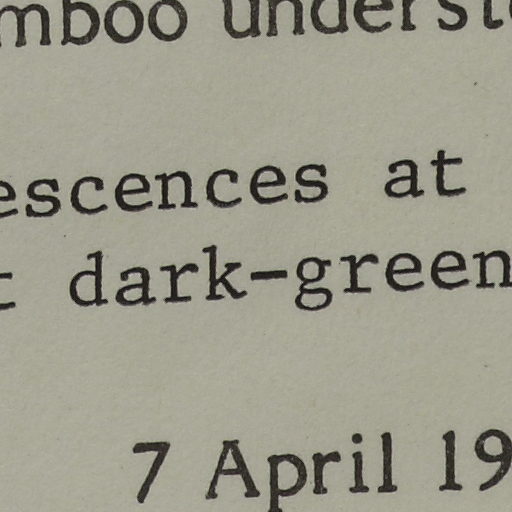 mboo underst
escences at
dark-green
7 April 19